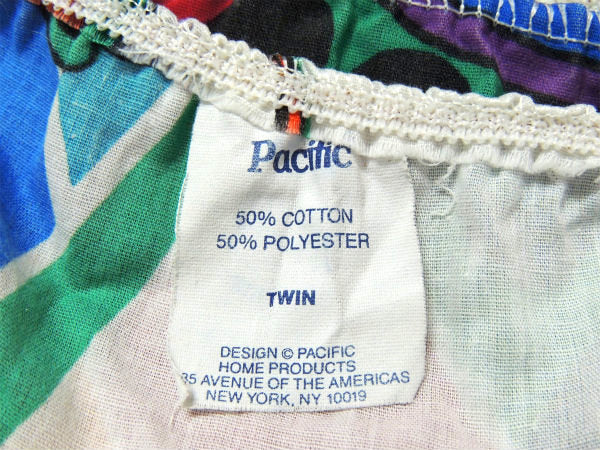 Pacific
50% COTTON
50% POLYESTER
TWIN
DESIGN © PACIFIC
HOME PRODUCTS
35 AVENUE OF THE AMERICAS
NEW YORK, NY 10019